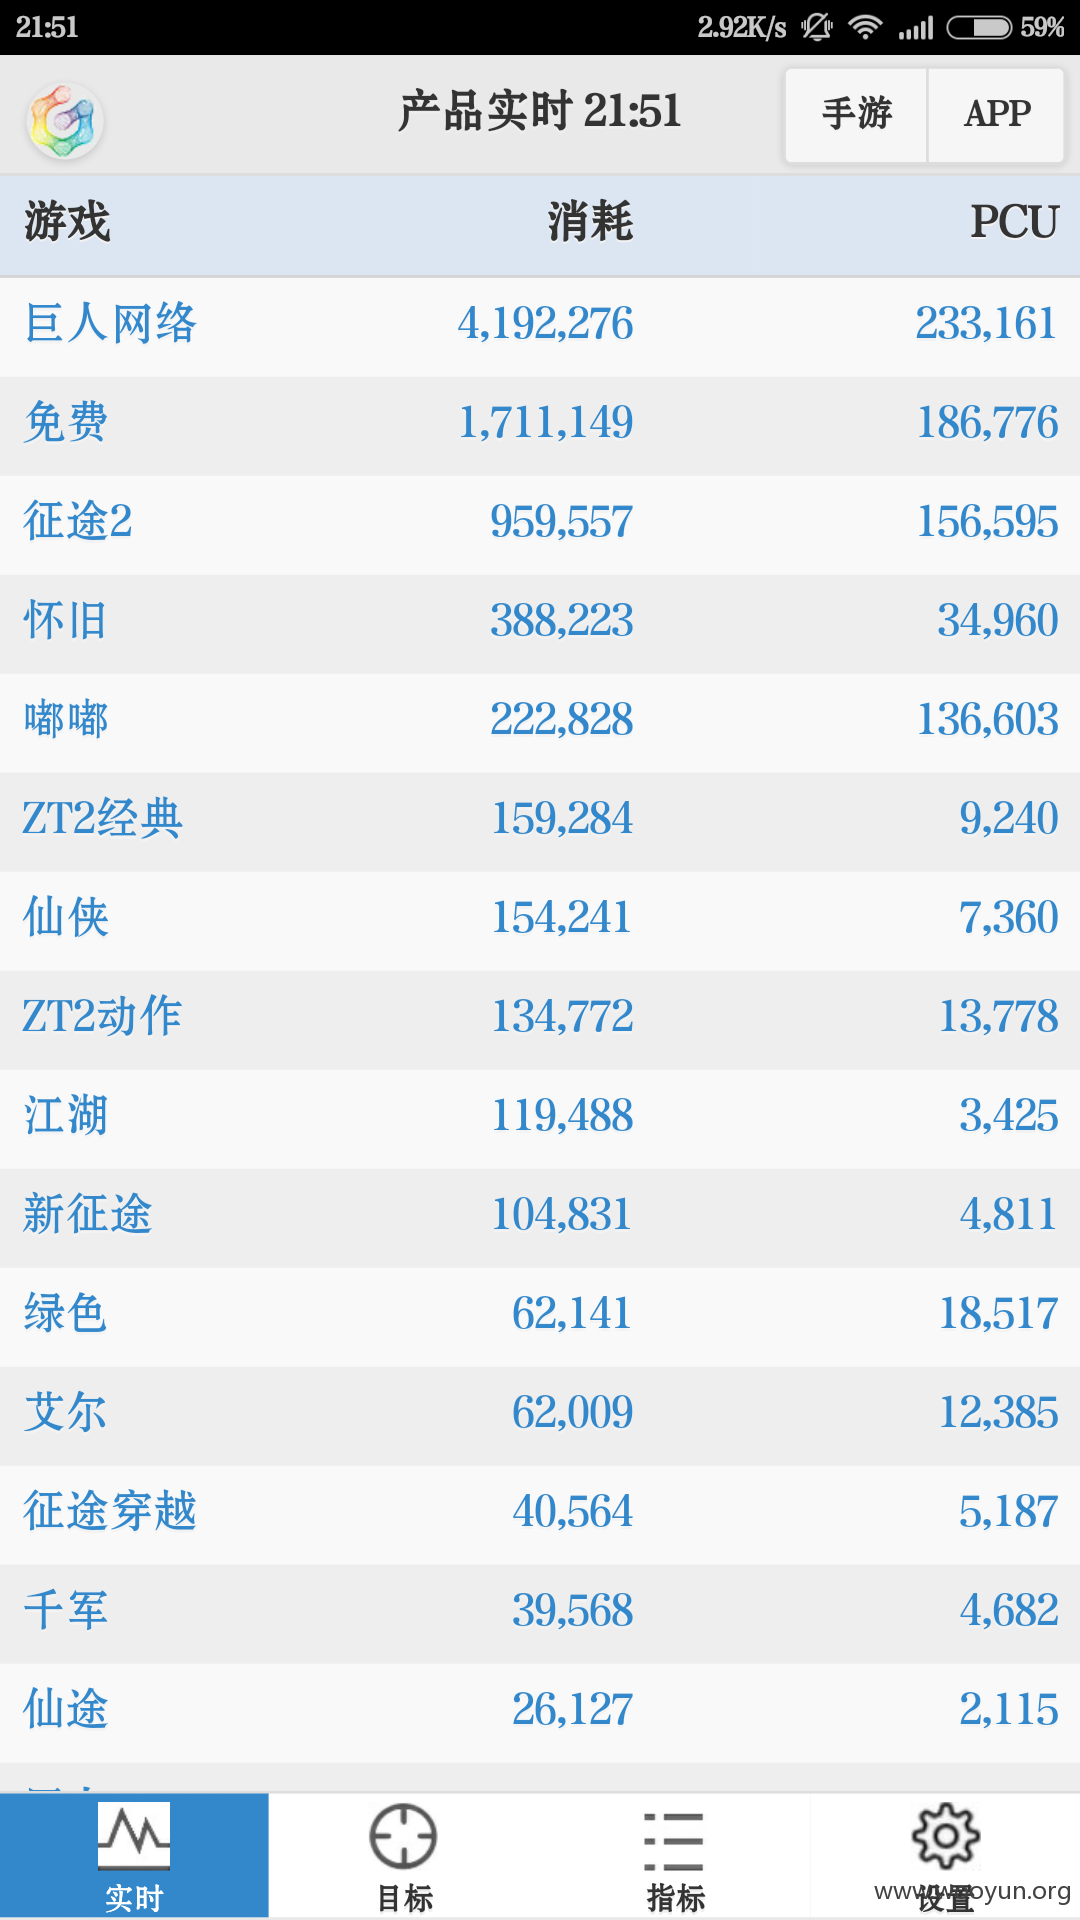 21:51 2.92K/s 59%
产品实时 21:51 手游 APP
游戏 消耗 PCU
巨人网络 4,192,276 233,161
免费 1,711,149 186,776
征途2 959,557 156,595
怀旧 388,223 34,960
嘟嘟 222,828 136,603
ZT2经典 159,284 9,240
仙侠 154,241 7,360
ZT2动作 134,772 13,778
江湖 119,488 3,425
新征途 104,831 4,811
绿色 62,141 18,517
艾尔 62,009 12,385
征途穿越 40,564 5,187
千军 39,568 4,682
仙途 26,127 2,115
实时 目标 指标 设置